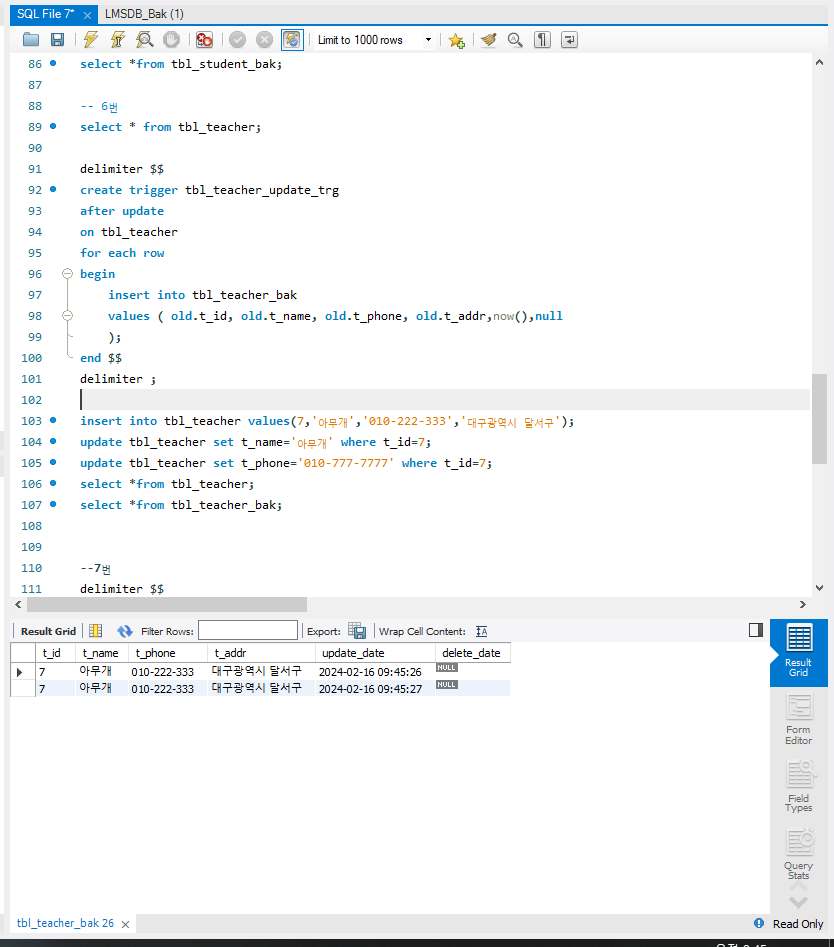 SQL File 7* × LMSDB_Bak (1)
Limit to 1000 rows
86 select *from tbl_student_bak;
87
88 -- 6번
89 select * from tbl_teacher;
90
91 delimiter $$
92 create trigger tbl_teacher_update_trg
93 after update
94 on tbl_teacher
95 for each row
96 begin
97 insert into tbl_teacher_bak
98 values ( old.t_id, old.t_name, old.t_phone, old.t_addr,now(),null
99 );
100 end $$
101 delimiter ;
102
103 insert into tbl_teacher values(7,'아무개','010-222-333','대구광역시 달서구');
104 update tbl_teacher set t_name='아무개' where t_id=7;
105 update tbl_teacher set t_phone='010-777-7777' where t_id=7;
106 select *from tbl_teacher;
107 select *from tbl_teacher_bak;
108
109
110 --7번
111 delimiter $$
Result Grid Filter Rows: Export: Wrap Cell Content:
t_id t_name t_phone t_addr update_date delete_date
7 아무개 010-222-333 대구광역시 달서구 2024-02-16 09:45:26 NULL
7 아무개 010-222-333 대구광역시 달서구 2024-02-16 09:45:27 NULL
Result
Grid
Form
Editor
Field
Types
Query
Stats
tbl_teacher_bak 26 ×
Read Only